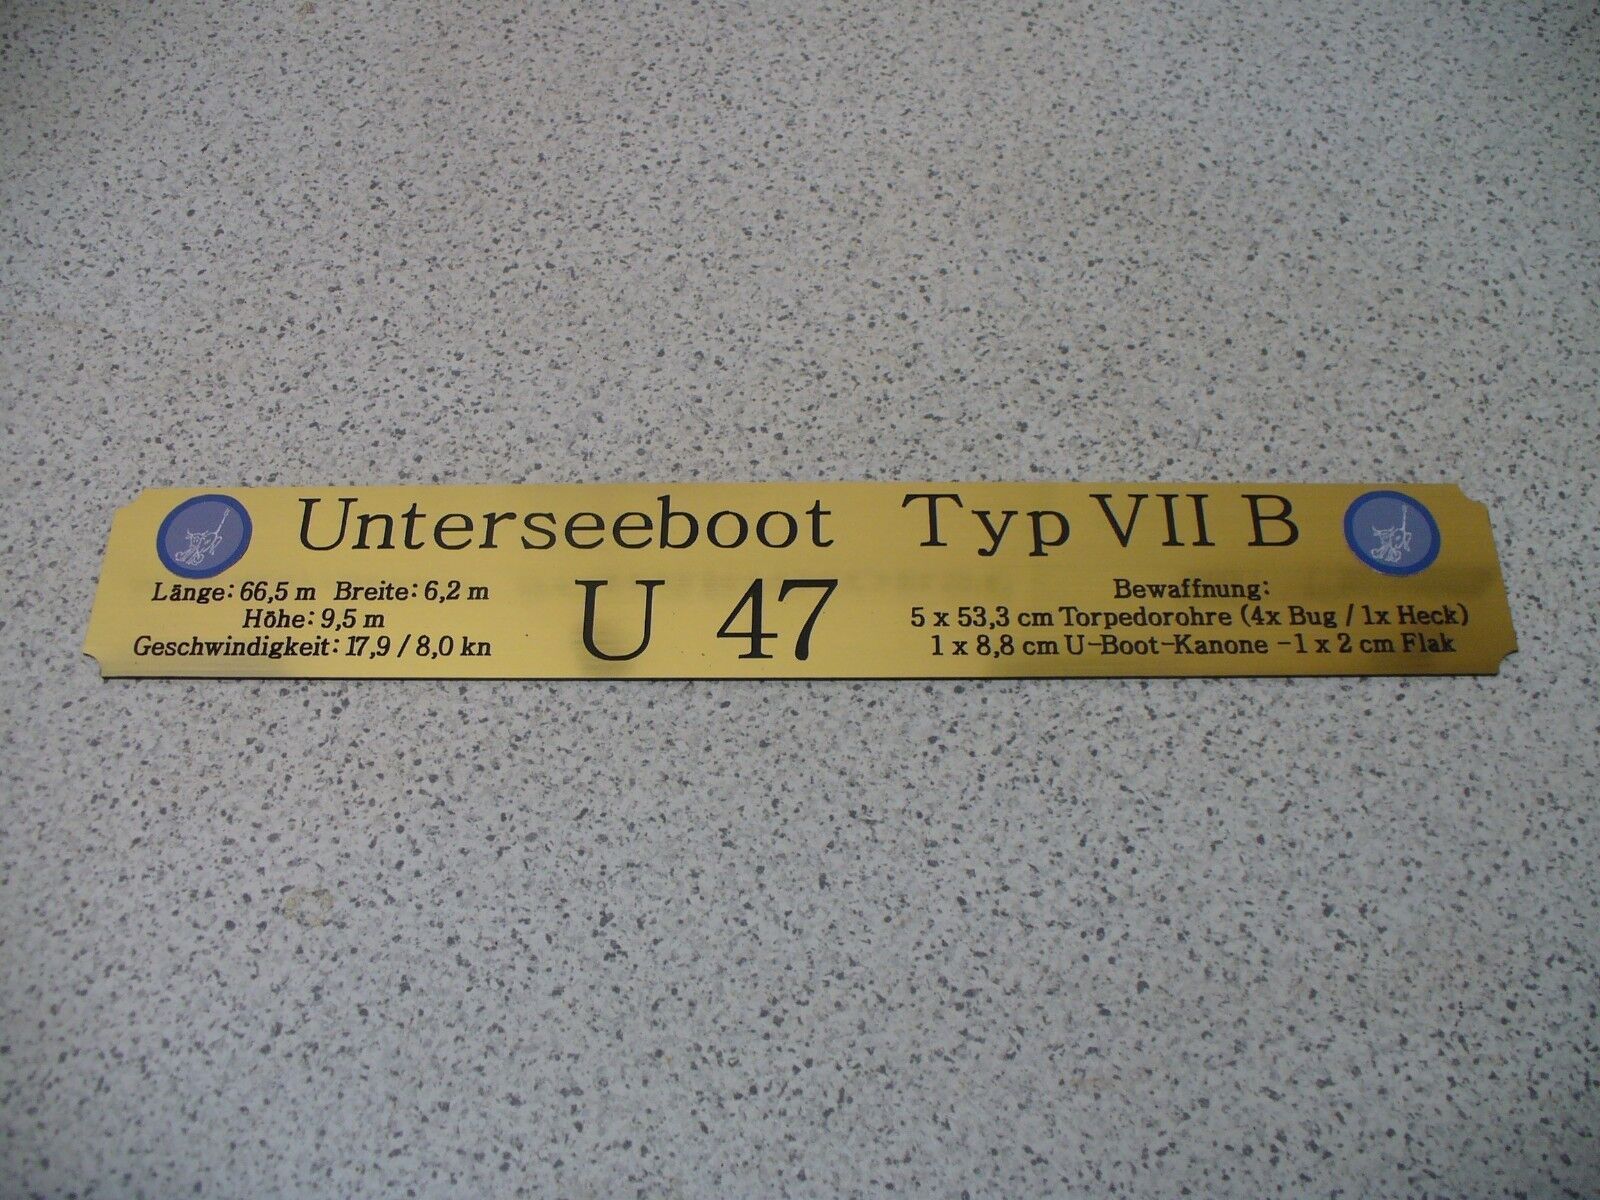 Unterseeboot Typ VII B
U 47
Länge: 66,5 m Breite: 6,2 m
Höhe: 9,5 m
Geschwindigkeit: 17,9 / 8,0 kn
Bewaffnung:
5 x 53,3 cm Torpedorohre (4x Bug / 1x Heck)
1 x 8,8 cm U-Boot-Kanone - 1 x 2 cm Flak